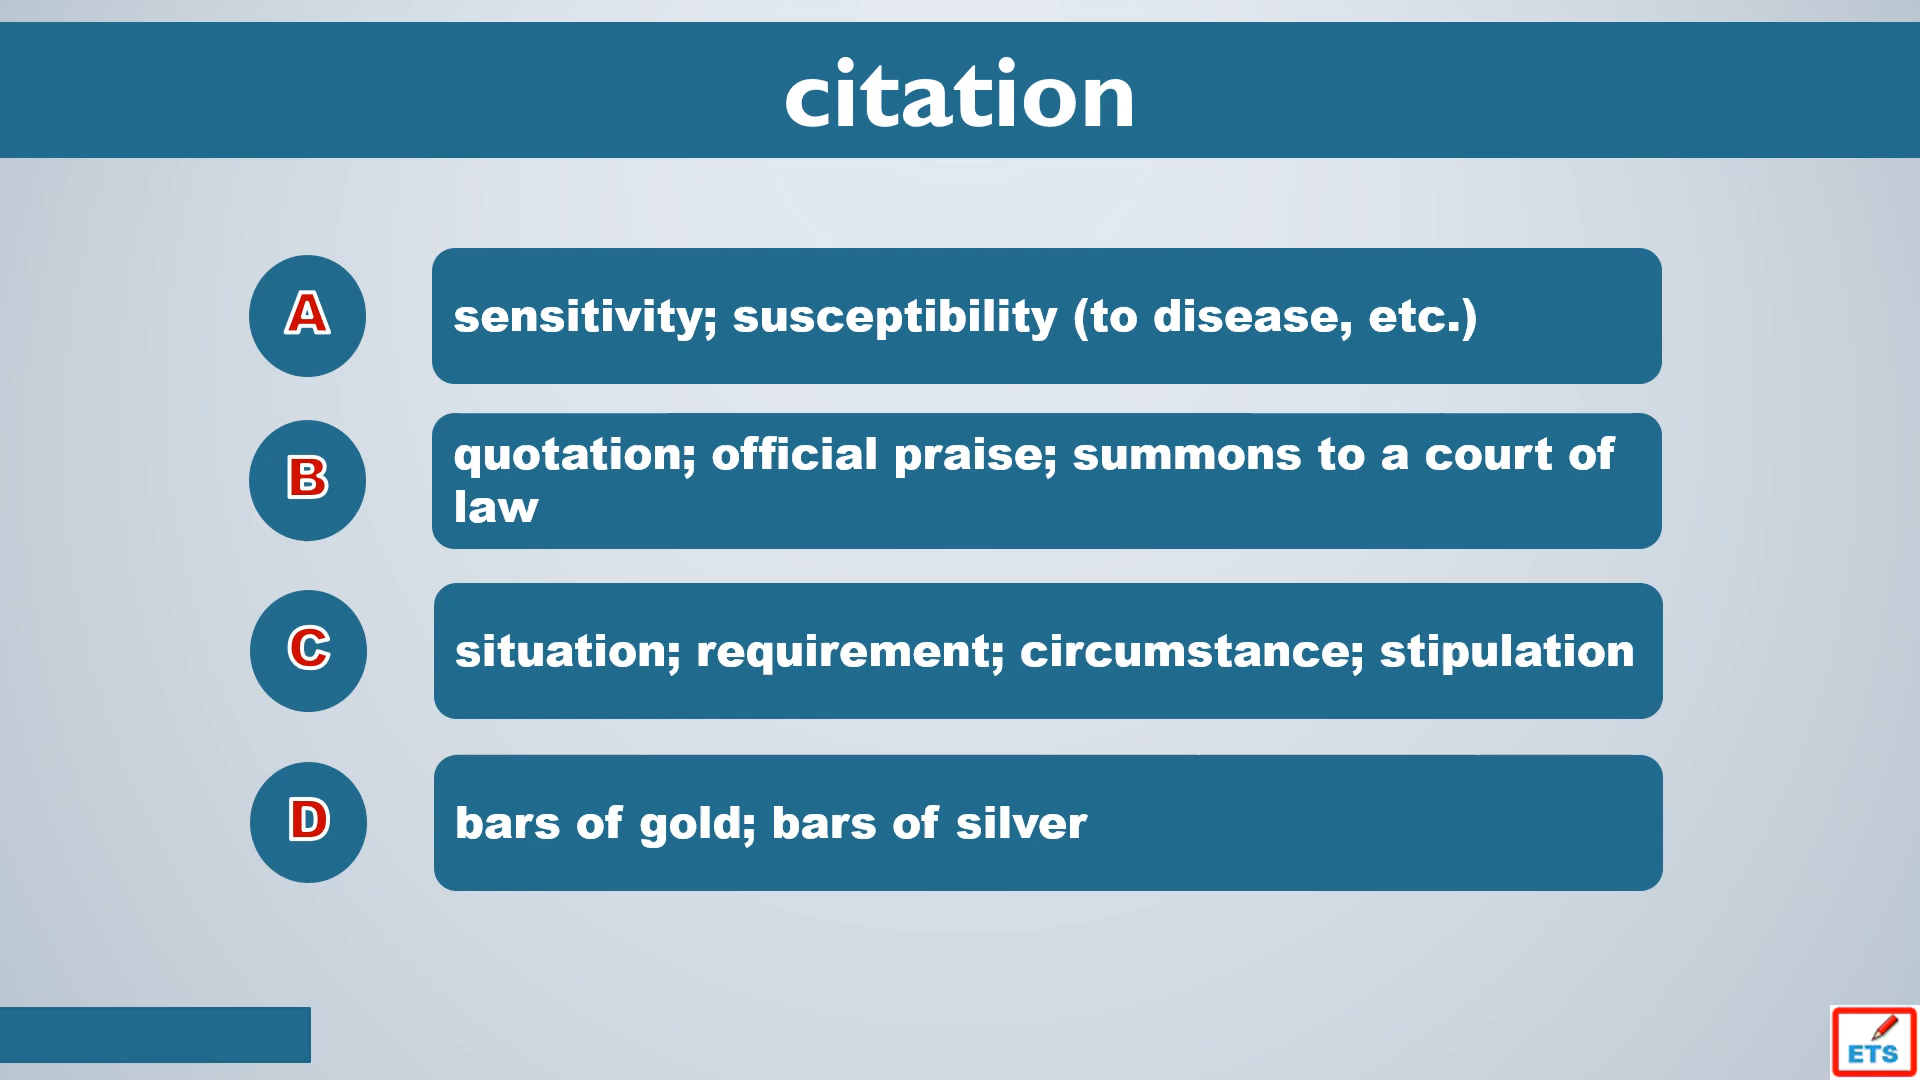 citation
A
sensitivity; susceptibility (to disease, etc.)
B
quotation; official praise; summons to a court of
law
C
situation; requirement; circumstance; stipulation
D
bars of gold; bars of silver
ETS